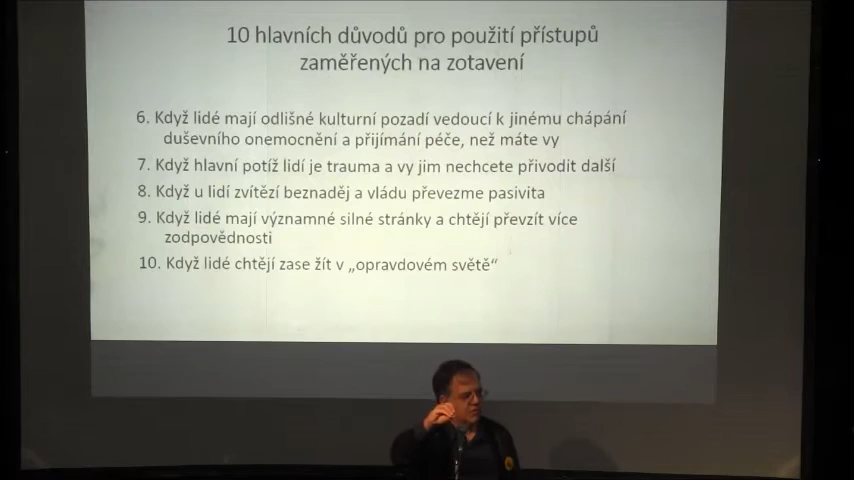 10 hlavních důvodů pro použití přístupů
zaměřených na zotavení
6. Když lidé mají odlišné kulturní pozadí vedoucí k jinému chápání
duševního onemocnění a přijímání péče, než máte vy
7. Když hlavní potíž lidí je trauma a vy jim nechcete přivodit další
8. Když u lidí zvítězí beznaděj a vládu převezme pasivita
9. Když lidé mají významné silné stránky a chtějí převzít více
zodpovědnosti
10. Když lidé chtějí zase žít v „opravdovém světě“